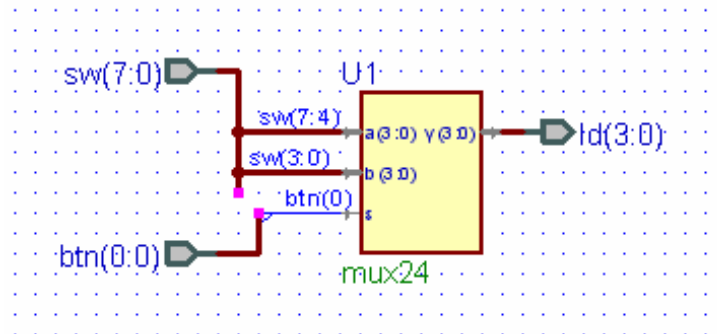 sw(7:0)
U1
sw(7:4)
a(3:0) y(3:0)
ld(3:0)
sw(3:0)
b(3:0)
btn(0)
s
btn(0:0)
mux24